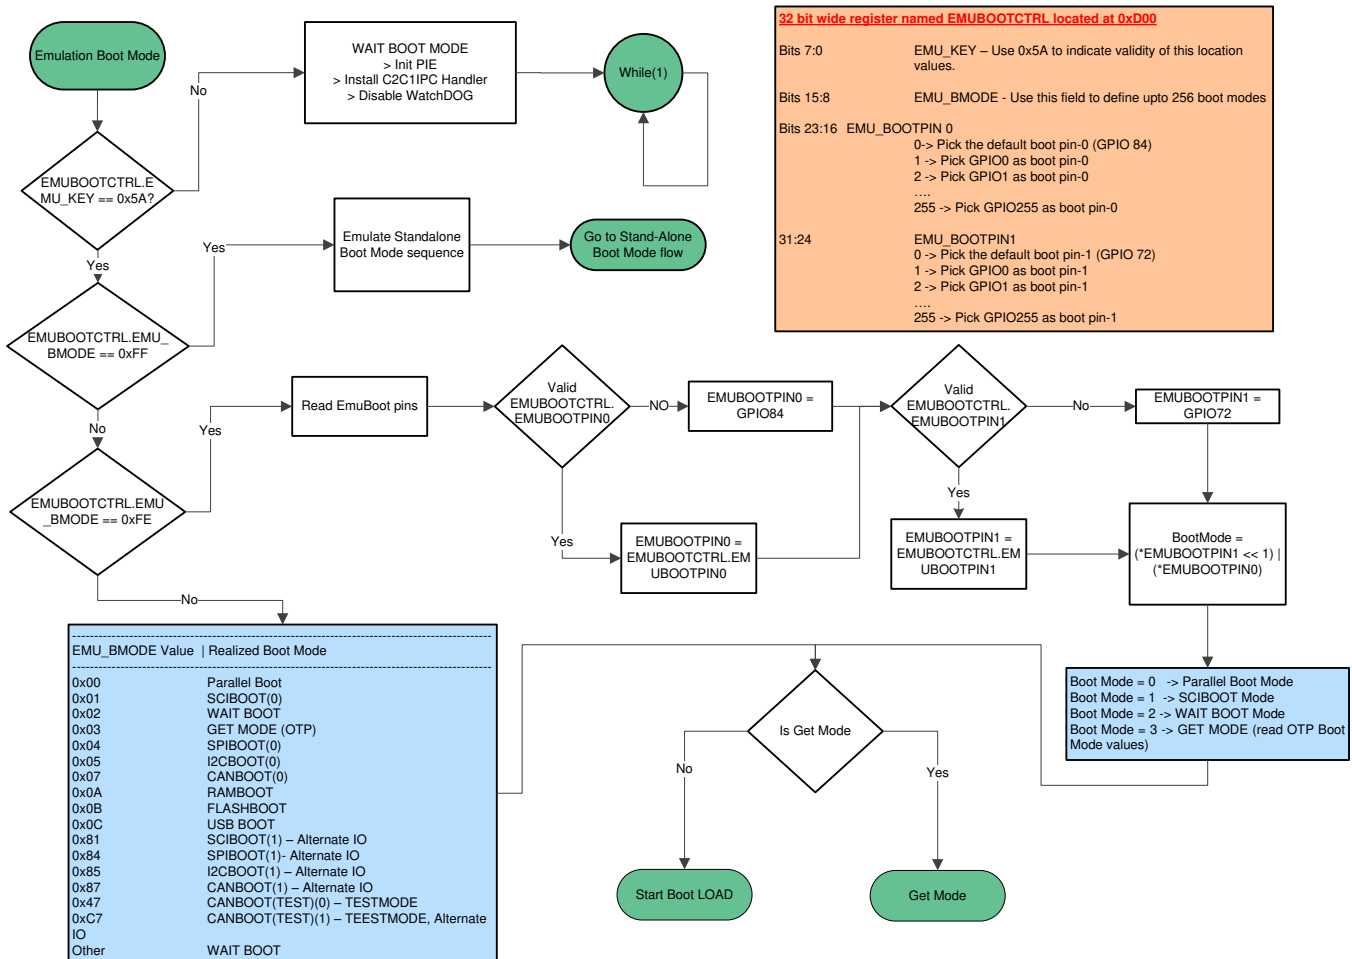 Emulation Boot Mode
No
WAIT BOOT MODE
> Init PIE
> Install C2C1IPC Handler
> Disable WatchDOG
While(1)
32 bit wide register named EMUBOOTCTRL located at 0xD00
Bits 7:0 EMU_KEY – Use 0x5A to indicate validity of this location
values.
Bits 15:8 EMU_BMODE - Use this field to define upto 256 boot modes
Bits 23:16 EMU_BOOTPIN 0
0-> Pick the default boot pin-0 (GPIO 84)
1 -> Pick GPIO0 as boot pin-0
2 -> Pick GPIO1 as boot pin-0
....
255 -> Pick GPIO255 as boot pin-0
31:24 EMU_BOOTPIN1
0 -> Pick the default boot pin-1 (GPIO 72)
1 -> Pick GPIO0 as boot pin-1
2 -> Pick GPIO1 as boot pin-1
....
255 -> Pick GPIO255 as boot pin-1
EMUBOOTCTRL.E
MU_KEY == 0x5A?
Yes
Yes
Emulate Standalone
Boot Mode sequence
Go to Stand-Alone
Boot Mode flow
EMUBOOTCTRL.EMU_
BMODE == 0xFF
No
Yes
Read EmuBoot pins
Valid
EMUBOOTCTRL.
EMUBOOTPIN0
NO
EMUBOOTPIN0 =
GPIO84
Valid
EMUBOOTCTRL.
EMUBOOTPIN1
No
EMUBOOTPIN1 =
GPIO72
EMUBOOTCTRL.EMU
_BMODE == 0xFE
Yes
EMUBOOTPIN0 =
EMUBOOTCTRL.EM
UBOOTPIN0
Yes
EMUBOOTPIN1 =
EMUBOOTCTRL.EM
UBOOTPIN1
BootMode =
(*EMUBOOTPIN1 << 1) |
(*EMUBOOTPIN0)
No
EMU_BMODE Value | Realized Boot Mode
0x00 Parallel Boot
0x01 SCIBOOT(0)
0x02 WAIT BOOT
0x03 GET MODE (OTP)
0x04 SPIBOOT(0)
0x05 I2CBOOT(0)
0x07 CANBOOT(0)
0x0A RAMBOOT
0x0B FLASHBOOT
0x0C USB BOOT
0x81 SCIBOOT(1) – Alternate IO
0x84 SPIBOOT(1)- Alternate IO
0x85 I2CBOOT(1) – Alternate IO
0x87 CANBOOT(1) – Alternate IO
0x47 CANBOOT(TEST)(0) – TESTMODE
0xC7 CANBOOT(TEST)(1) – TEESTMODE, Alternate
IO
Other WAIT BOOT
Is Get Mode
No
Yes
Start Boot LOAD
Get Mode
Boot Mode = 0 -> Parallel Boot Mode
Boot Mode = 1 -> SCIBOOT Mode
Boot Mode = 2 -> WAIT BOOT Mode
Boot Mode = 3 -> GET MODE (read OTP Boot
Mode values)